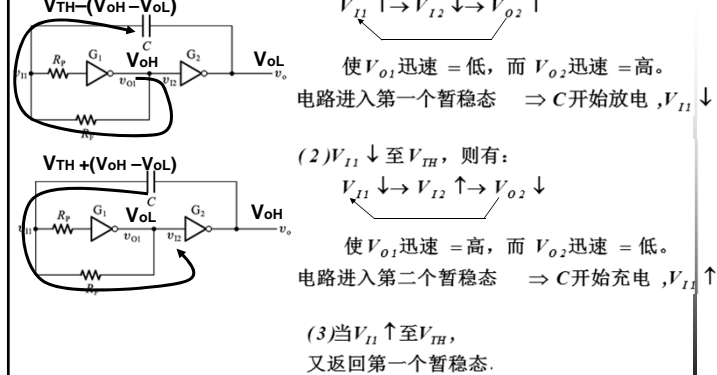 VTH–(VoH –VoL)
C
RP
G1
VoH
G2
VoL
vI1
vO1
vI2
vo
RF
VI1 ↑→ VI2 ↓→ VO2 ↑
使VO1迅速 =低，而 VO2迅速 =高。
电路进入第一个暂稳态 ⇒ C开始放电 ,VI1 ↓
(2)VI1 ↓ 至VTH，则有：
VI1 ↓→ VI2 ↑→ VO2 ↓
VTH +(VoH –VoL)
C
RP
G1
VoL
G2
VoH
vI1
vO1
vI2
vo
RF
使VO1迅速 =高，而 VO2迅速 = 低。
电路进入第二个暂稳态 ⇒ C开始充电 ,VI1 ↑
(3)当VI1 ↑至VTH，
又返回第一个暂稳态.